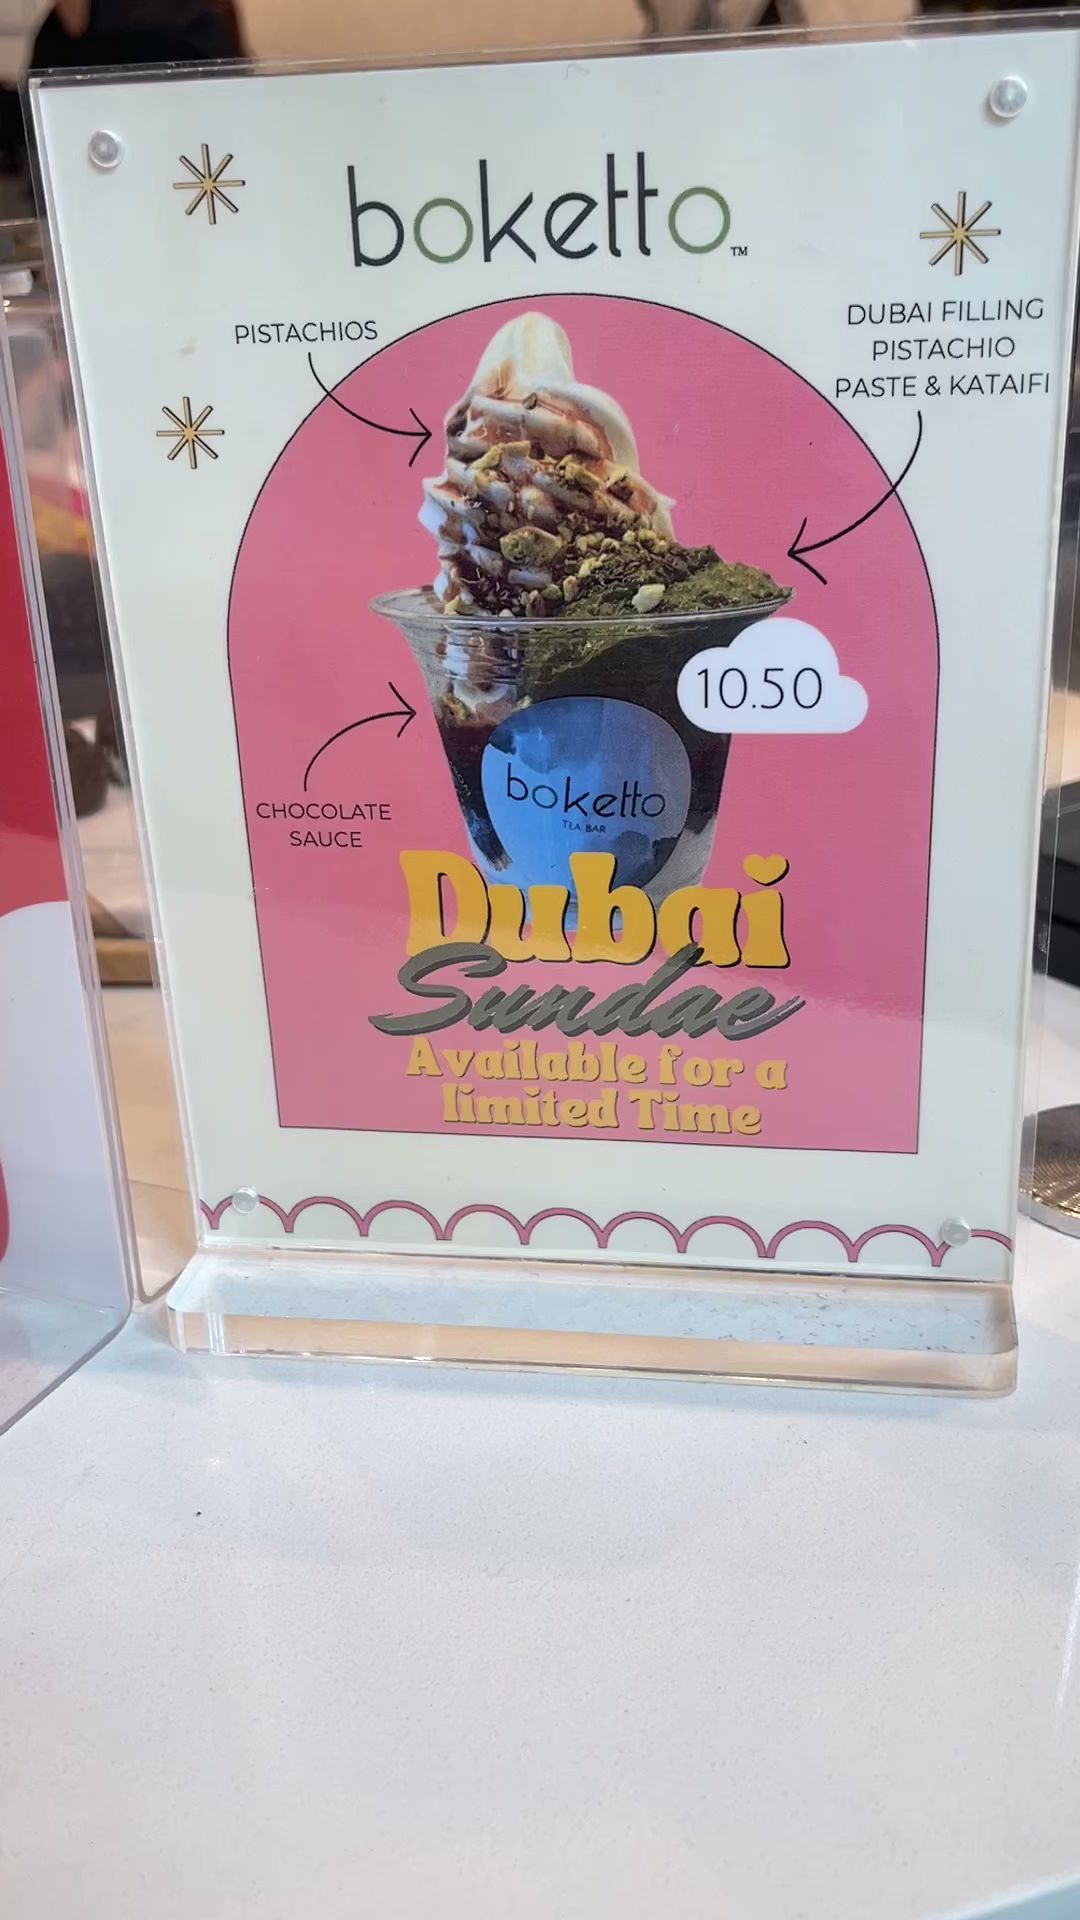 boketto™
PISTACHIOS
DUBAI FILLING
PISTACHIO
PASTE & KATAIFI
10.50
CHOCOLATE
SAUCE
boketto
TEA BAR
Dubai
Sundae
Available for a
limited Time